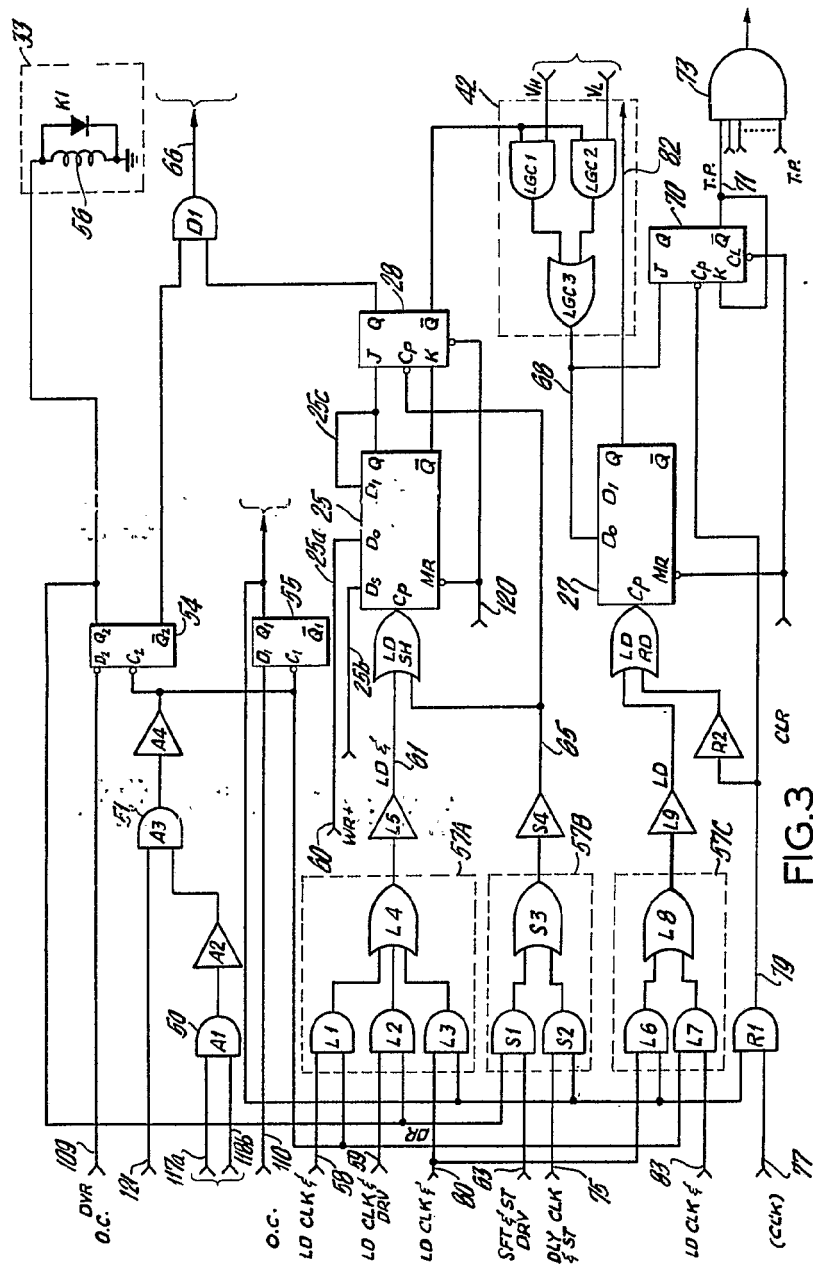 33
K1
56
66
D1
DVR
O.C.
109
121
117a
118b
50
A1
A2
51
A3
A4
D2 Q2
C2
Q̅2
54
110
O.C.
D1 Q1
C1
Q̅1
55
25b
25a
25
25c
DS D0 D1 Q
CP
MR
Q̅
J Q
CP
K Q̅
28
120
60
WR+
LD CLK &
58
LD CLK &
DRV
59
LD CLK &
60
DR
L1
L2
L3
L4
57A
L5
LD &
61
LD
SH
SFT & ST
DRV
63
DLY CLK
& ST
75
S1
S2
S3
57B
S4
65
LD CLK &
83
(CLK)
77
L6
L7
L8
57C
L9
LD
R1
R2
79
LD
RD
CLR
27
D0 D1 Q
CP
MR
Q̅
68
42
LGC1
LGC2
LGC3
VH
VL
82
70
J Q
CP
K Q̅
CL
T.P.
71
T.P.
73
FIG.3